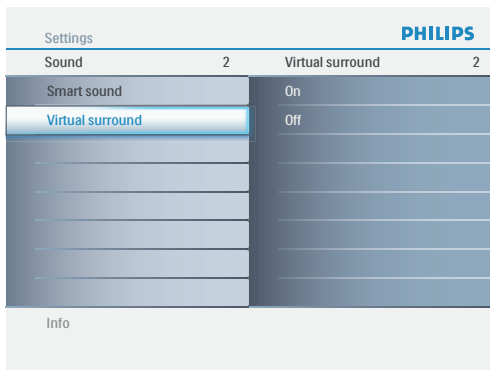 Settings
PHILIPS
Sound 2
Virtual surround 2
Smart sound
On
Virtual surround
Off
Info